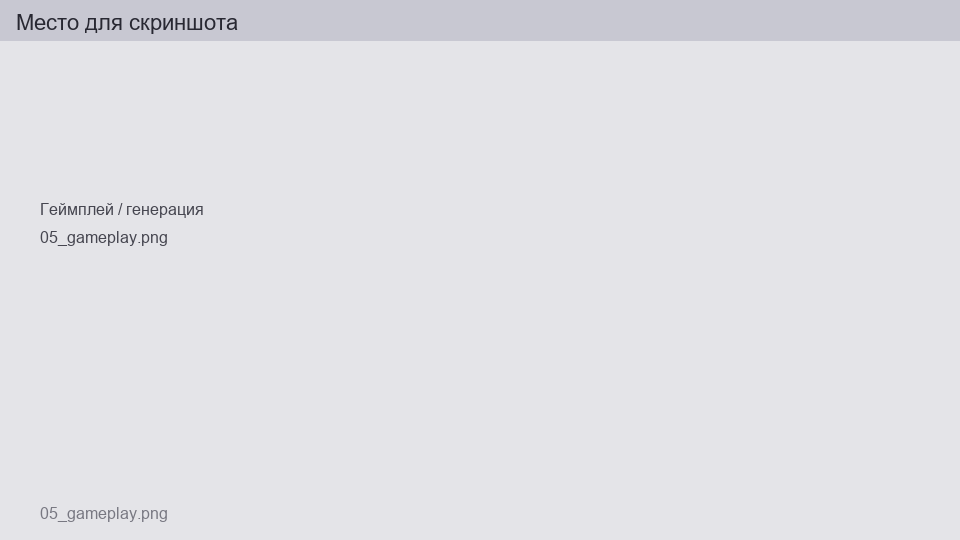 Место для скриншота
Геймплей / генерация
05_gameplay.png
05_gameplay.png